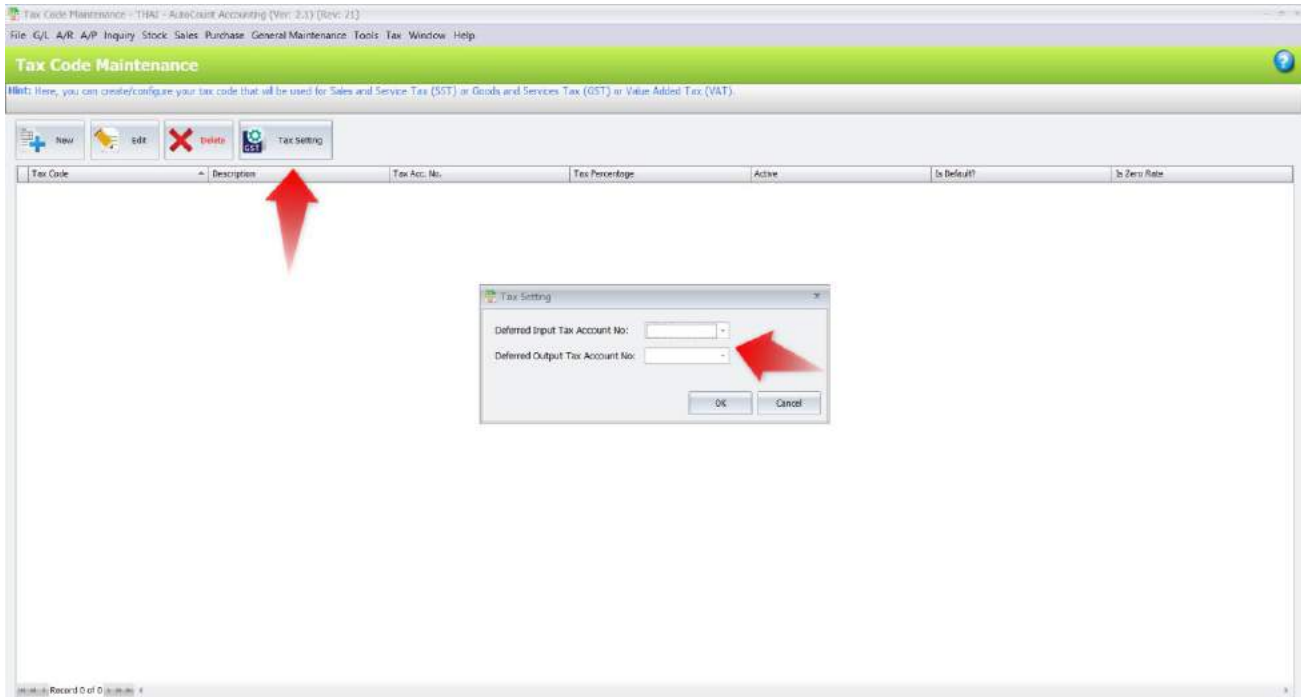 Tax Code Maintenance - THAI - AutoCount Accounting (Ver: 2.1) (Rev: 21)
File G/L A/R A/P Inquiry Stock Sales Purchase General Maintenance Tools Tax Window Help
Tax Code Maintenance
Hint: Here, you can create/configure your tax code that will be used for Sales and Service Tax (SST) or Goods and Services Tax (GST) or Value Added Tax (VAT).
New Edit Delete GST Tax Setting
Tax Code Description Tax Acc. No. Tax Percentage Active Is Default? Is Zero Rate
Tax Setting
Deferred Input Tax Account No:
Deferred Output Tax Account No:
OK Cancel
Record 0 of 0